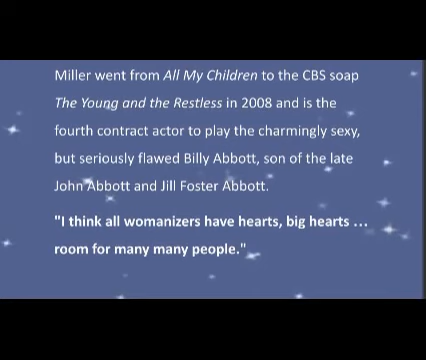 Miller went from All My Children to the CBS soap
The Young and the Restless in 2008 and is the
fourth contract actor to play the charmingly sexy,
but seriously flawed Billy Abbott, son of the late
John Abbott and Jill Foster Abbott.
"I think all womanizers have hearts, big hearts ...
room for many many people."